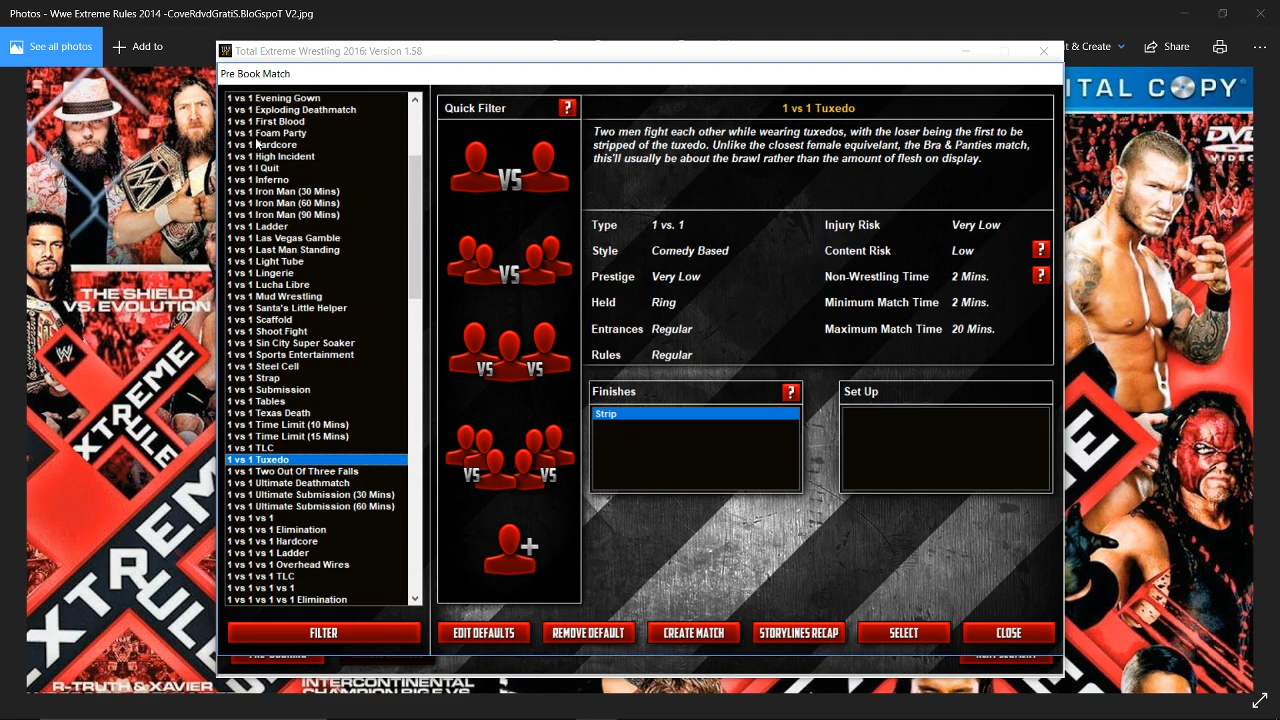 Photos - Wwe Extreme Rules 2014 -CoveRdvdGratiS.BloGspoT V2.jpg
See all photos
Add to
t & Create
Share
Total Extreme Wrestling 2016: Version 1.58
Pre Book Match
1 vs 1 Evening Gown
1 vs 1 Exploding Deathmatch
1 vs 1 First Blood
1 vs 1 Foam Party
1 vs 1 Hardcore
1 vs 1 High Incident
1 vs 1 I Quit
1 vs 1 Inferno
1 vs 1 Iron Man (30 Mins)
1 vs 1 Iron Man (60 Mins)
1 vs 1 Iron Man (90 Mins)
1 vs 1 Ladder
1 vs 1 Las Vegas Gamble
1 vs 1 Last Man Standing
1 vs 1 Light Tube
1 vs 1 Lingerie
1 vs 1 Lucha Libre
1 vs 1 Mud Wrestling
1 vs 1 Santa's Little Helper
1 vs 1 Scaffold
1 vs 1 Shoot Fight
1 vs 1 Sin City Super Soaker
1 vs 1 Sports Entertainment
1 vs 1 Steel Cell
1 vs 1 Strap
1 vs 1 Submission
1 vs 1 Tables
1 vs 1 Texas Death
1 vs 1 Time Limit (10 Mins)
1 vs 1 Time Limit (15 Mins)
1 vs 1 TLC
1 vs 1 Tuxedo
1 vs 1 Two Out Of Three Falls
1 vs 1 Ultimate Deathmatch
1 vs 1 Ultimate Submission (30 Mins)
1 vs 1 Ultimate Submission (60 Mins)
1 vs 1 vs 1
1 vs 1 vs 1 Elimination
1 vs 1 vs 1 Hardcore
1 vs 1 vs 1 Ladder
1 vs 1 vs 1 Overhead Wires
1 vs 1 vs 1 TLC
1 vs 1 vs 1 vs 1
1 vs 1 vs 1 vs 1 Elimination
FILTER
Quick Filter
?
VS
VS
VS VS
VS VS
+
1 vs 1 Tuxedo
Two men fight each other while wearing tuxedos, with the loser being the first to be
stripped of the tuxedo. Unlike the closest female equivelant, the Bra & Panties match,
this'll usually be about the brawl rather than the amount of flesh on display.
Type 1 vs. 1
Style Comedy Based
Prestige Very Low
Held Ring
Entrances Regular
Rules Regular
Injury Risk Very Low
Content Risk Low ?
Non-Wrestling Time 2 Mins. ?
Minimum Match Time 2 Mins.
Maximum Match Time 20 Mins.
Finishes ?
Strip
Set Up
EDIT DEFAULTS
REMOVE DEFAULT
CREATE MATCH
STORYLINES RECAP
SELECT
CLOSE
THE SHIELD
VS. EVOLUTION
EXTREME
RULES
R-TRUTH & XAVIER
INTERCONTINENTAL
CHAMPION BIG E VS
ITAL COPY
DVD
VIDEO